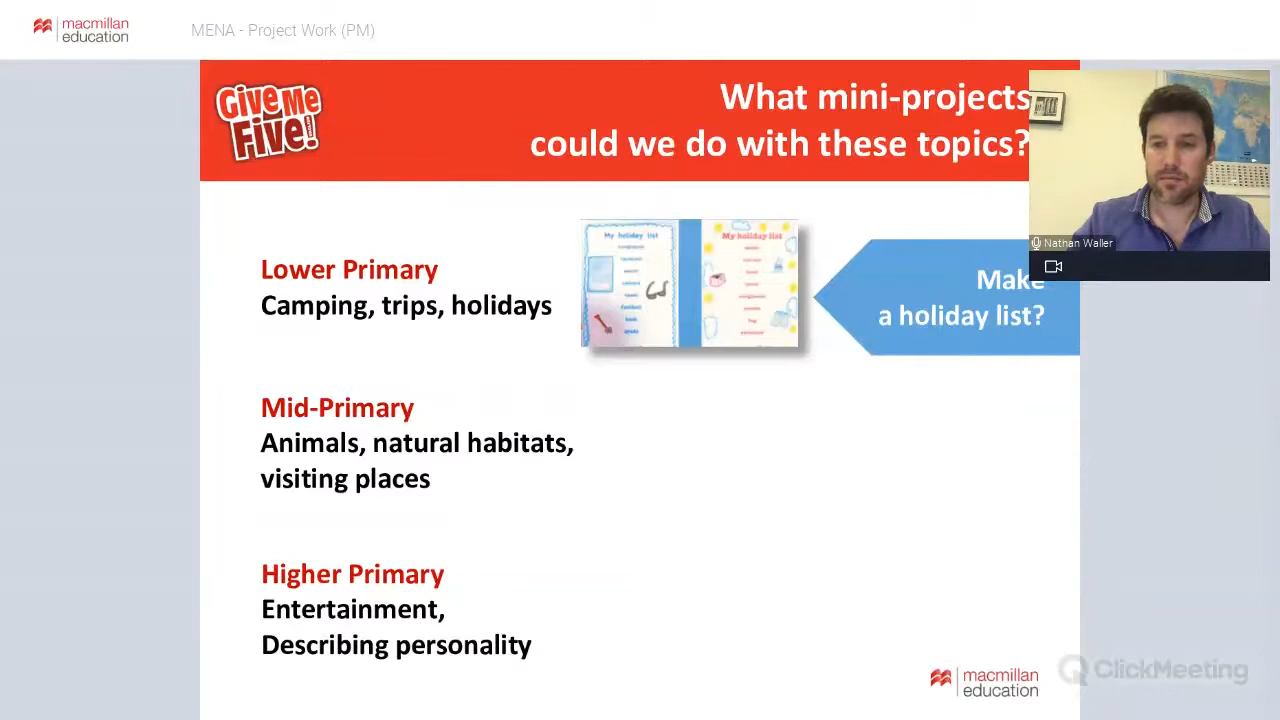 macmillan
education
MENA - Project Work (PM)
Give Me
Five!
What mini-projects
could we do with these topics?
Nathan Waller
Lower Primary
Camping, trips, holidays
My holiday list
My holiday list
Make
a holiday list?
Mid-Primary
Animals, natural habitats,
visiting places
Higher Primary
Entertainment,
Describing personality
macmillan
education
ClickMeeting